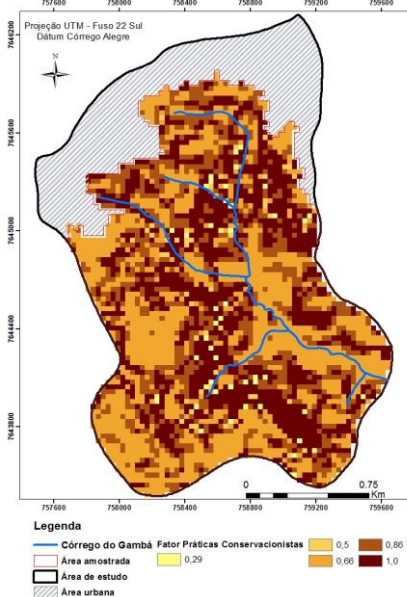 757600 758000 758400 758800 759200 759600
Projeção UTM - Fuso 22 Sul
Dátum Córrego Alegre
N
7646200
7645600
7645000
7644400
7643800
0 0.75
Km
757600 758000 758400 758800 759200 759600
Legenda
Córrego do Gambá Fator Práticas Conservacionistas 0,5 0,86
Área amostrada 0,29 0,66 1,0
Área de estudo
Área urbana